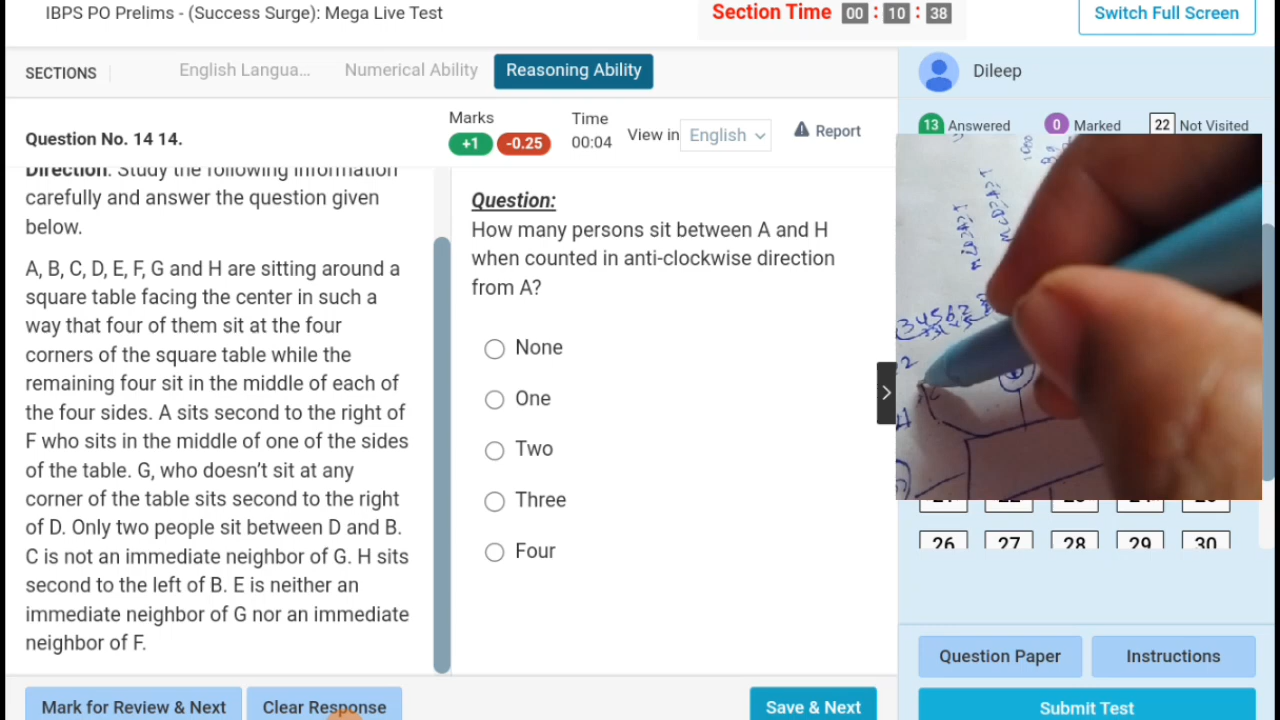 IBPS PO Prelims - (Success Surge): Mega Live Test
Section Time 00 : 10 : 38
Switch Full Screen
SECTIONS
English Langua...
Numerical Ability
Reasoning Ability
Dileep
Question No. 14 14.
Marks
+1 -0.25
Time
00:04
View in English
Report
13 Answered
0 Marked
22 Not Visited
Direction: Study the following information
carefully and answer the question given
below.
A, B, C, D, E, F, G and H are sitting around a
square table facing the center in such a
way that four of them sit at the four
corners of the square table while the
remaining four sit in the middle of each of
the four sides. A sits second to the right of
F who sits in the middle of one of the sides
of the table. G, who doesn't sit at any
corner of the table sits second to the right
of D. Only two people sit between D and B.
C is not an immediate neighbor of G. H sits
second to the left of B. E is neither an
immediate neighbor of G nor an immediate
neighbor of F.
Question:
How many persons sit between A and H
when counted in anti-clockwise direction
from A?
None
One
Two
Three
Four
26 27 28 29 30
Question Paper
Instructions
Mark for Review & Next
Clear Response
Save & Next
Submit Test